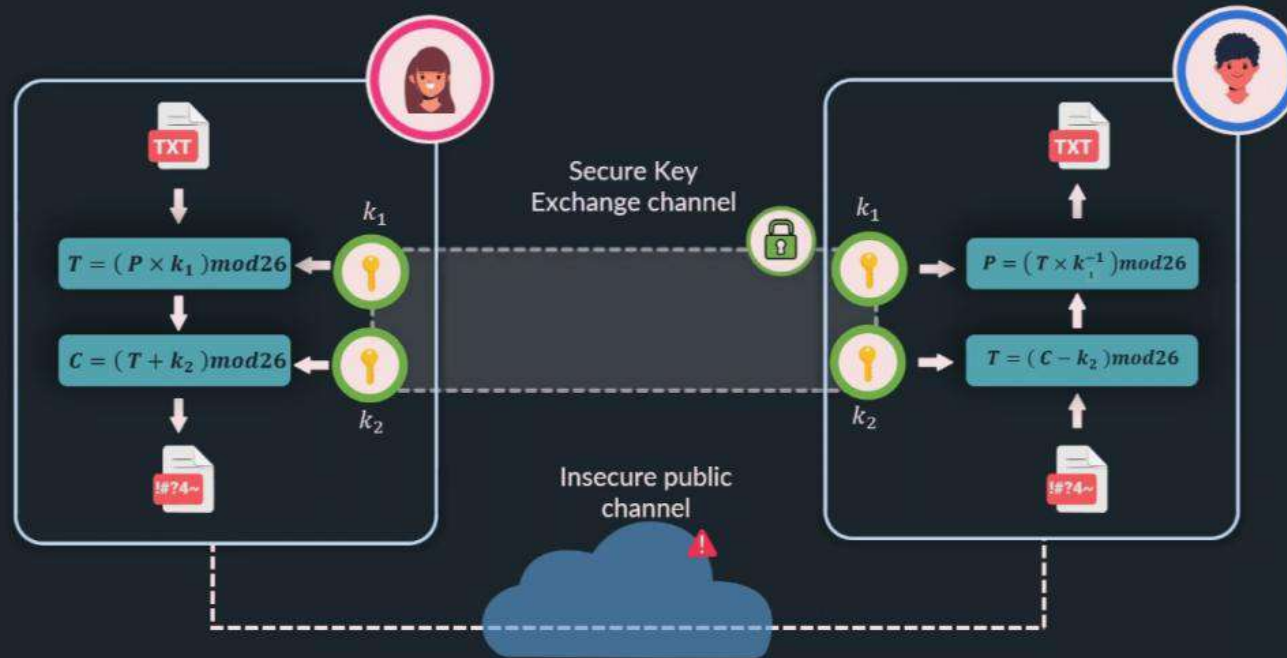 TXT
k₁
T = ( P × k₁ )mod26
C = ( T + k₂ )mod26
k₂
!#?4~
Secure Key
Exchange channel
Insecure public
channel
!
TXT
k₁
P = (T × k₁⁻¹)mod26
T = (C − k₂ )mod26
k₂
!#?4~